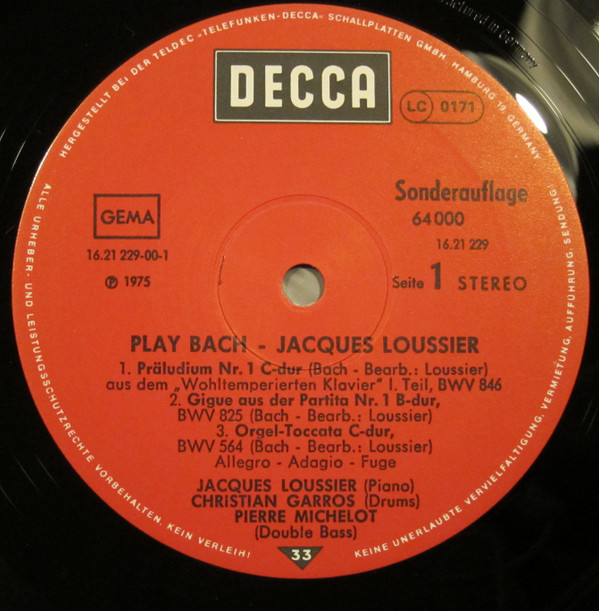 HERGESTELLT BEI DER TELDEC »TELEFUNKEN-DECCA« SCHALLPLATTEN GMBH, HAMBURG 19 GERMANY
in Germany
DECCA
LC 0171
GEMA
16.21 229-00-1
℗ 1975
Sonderauflage
64 000
16.21 229
Seite 1 STEREO
PLAY BACH - JACQUES LOUSSIER
1. Präludium Nr. 1 C-dur (Bach - Bearb.: Loussier)
aus dem „Wohltemperierten Klavier" I. Teil, BWV 846
2. Gigue aus der Partita Nr. 1 B-dur,
BWV 825 (Bach - Bearb.: Loussier)
3. Orgel-Toccata C-dur,
BWV 564 (Bach - Bearb.: Loussier)
Allegro - Adagio - Fuge
JACQUES LOUSSIER (Piano)
CHRISTIAN GARROS (Drums)
PIERRE MICHELOT
(Double Bass)
33
ALLE URHEBER- UND LEISTUNGSSCHUTZRECHTE VORBEHALTEN. KEIN VERLEIH!
KEINE UNERLAUBTE VERVIELFÄLTIGUNG, VERMIETUNG, AUFFÜHRUNG, SENDUNG!